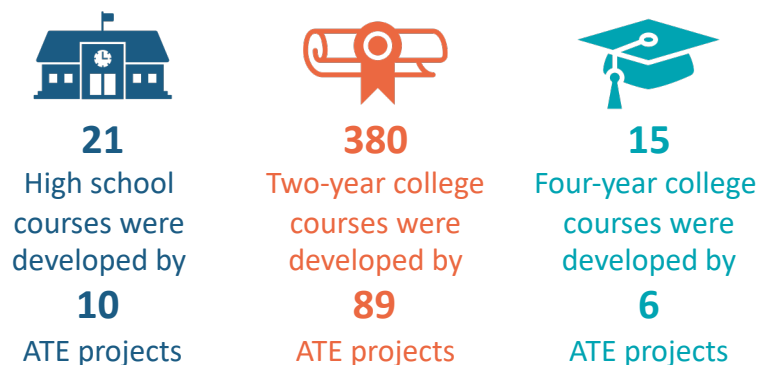 21
High school
courses were
developed by
10
ATE projects
380
Two-year college
courses were
developed by
89
ATE projects
15
Four-year college
courses were
developed by
6
ATE projects